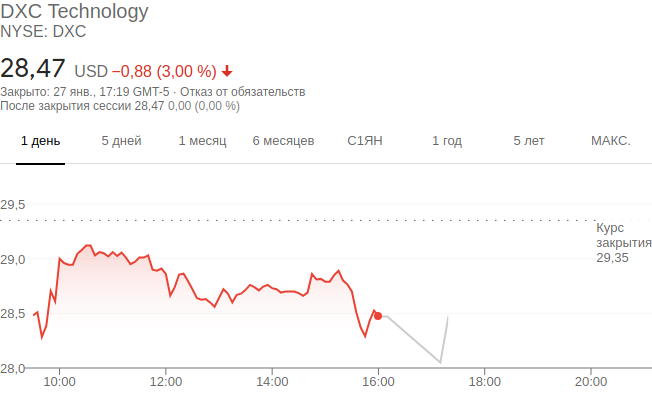 DXC Technology
NYSE: DXC
28,47 USD −0,88 (3,00 %)
Закрыто: 27 янв., 17:19 GMT-5 · Отказ от обязательств
После закрытия сессии 28,47 0,00 (0,00 %)
1 день 5 дней 1 месяц 6 месяцев С1ЯН 1 год 5 лет МАКС.
29,5
Курс
закрытия
29,35
29,0
28,5
28,0
10:00 12:00 14:00 16:00 18:00 20:00